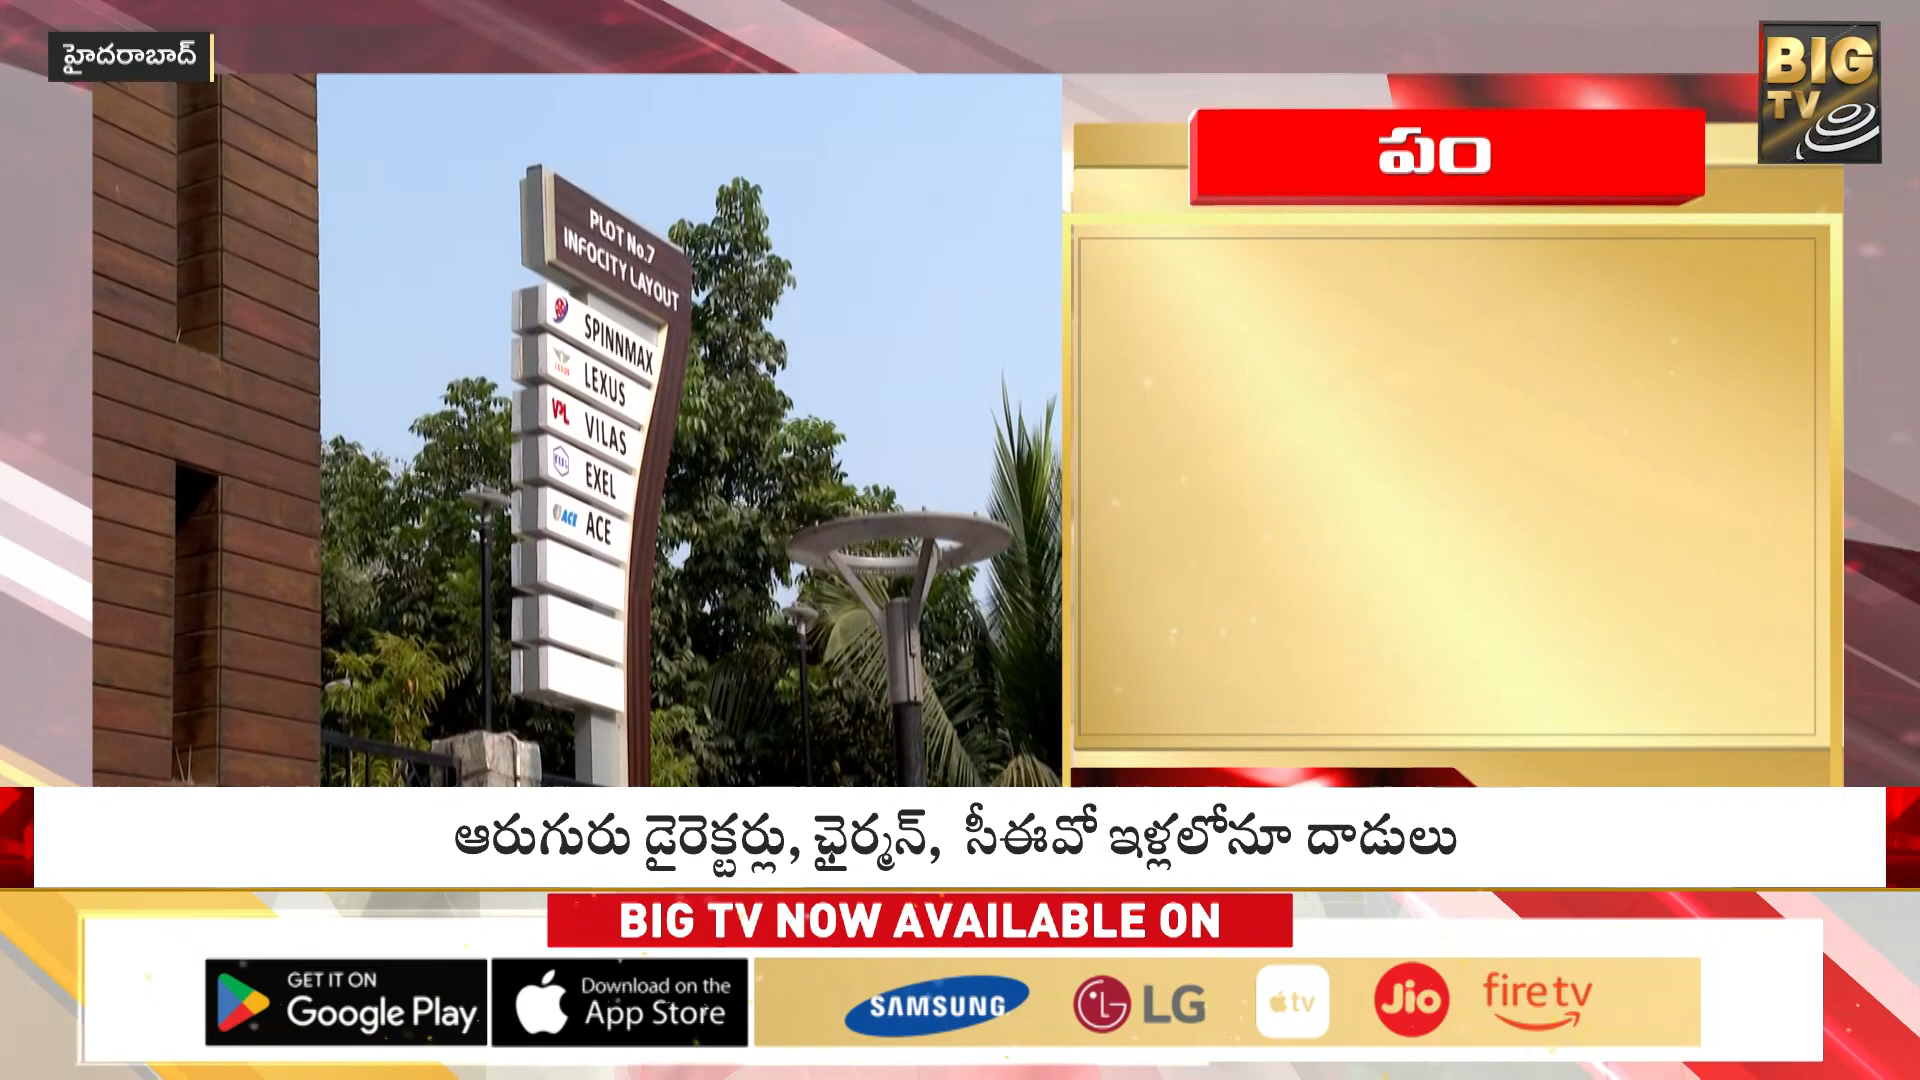 హైదరాబాద్
BIG
TV
పం
PLOT No.7
INFOCITY LAYOUT
SPINNMAX
LEXUS
VPL VILAS
EXEL
ACE ACE
ఆరుగురు డైరెక్టర్లు, ఛైర్మన్, సీఈవో ఇళ్లలోనూ దాడులు
BIG TV NOW AVAILABLE ON
GET IT ON
Google Play
Download on the
App Store
SAMSUNG
LG
tv
Jio
fire tv